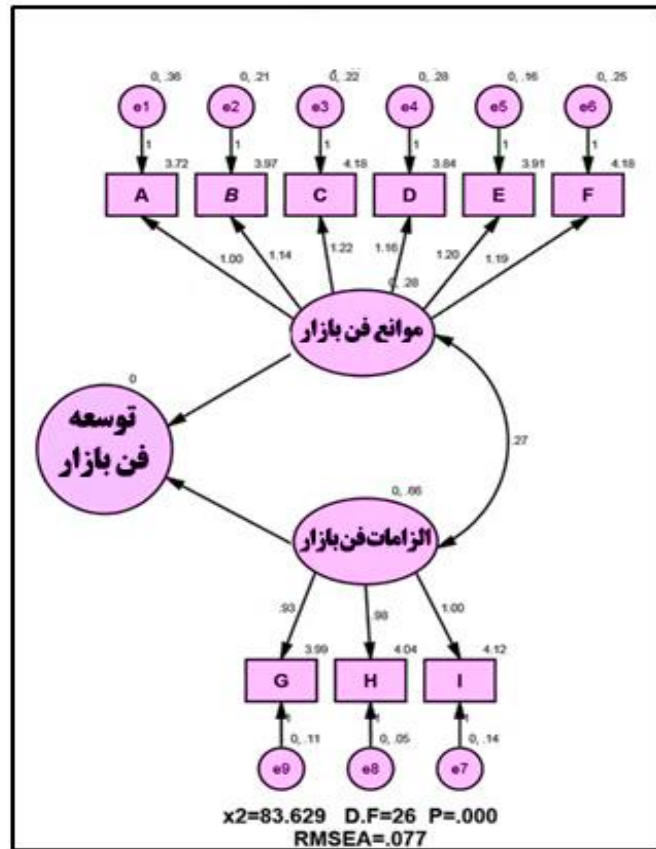 0, .36 0, .21 0, .22 0, .28 0, .16 0, .25
e1 e2 e3 e4 e5 e6
1 1 1 1 1 1
3.72 3.97 4.18 3.84 3.91 4.18
A B C D E F
1.00 1.14 1.22 1.16 1.20 1.19
0, .28
موانع فن بازار
0
توسعه
فن بازار
.27
0, .66
الزامات فن بازار
.93 .98 1.00
3.99 4.04 4.12
G H I
1 1 1
0, .11 0, .05 0, .14
e9 e8 e7
x2=83.629 D.F=26 P=.000
RMSEA=.077